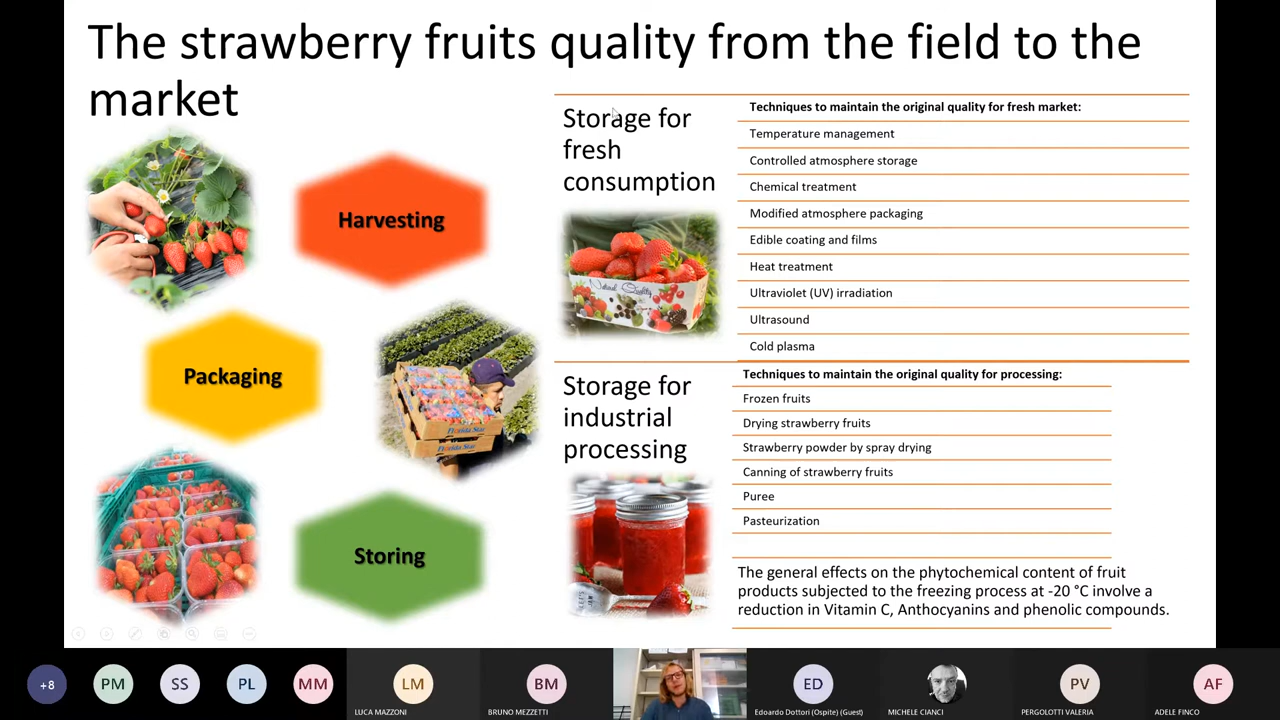 The strawberry fruits quality from the field to the
market
Harvesting
Packaging
Storing
Storage for
fresh
consumption
Natural Quality
Techniques to maintain the original quality for fresh market:
Temperature management
Controlled atmosphere storage
Chemical treatment
Modified atmosphere packaging
Edible coating and films
Heat treatment
Ultraviolet (UV) irradiation
Ultrasound
Cold plasma
Florida Star
Storage for
industrial
processing
Techniques to maintain the original quality for processing:
Frozen fruits
Drying strawberry fruits
Strawberry powder by spray drying
Canning of strawberry fruits
Puree
Pasteurization
The general effects on the phytochemical content of fruit
products subjected to the freezing process at -20 °C involve a
reduction in Vitamin C, Anthocyanins and phenolic compounds.
+8
PM
SS
PL
MM
LM
LUCA MAZZONI
BM
BRUNO MEZZETTI
ED
Edoardo Dottori (Ospite) (Guest)
MICHELE CIANCI
PV
PERGOLOTTI VALERIA
AF
ADELE FINCO